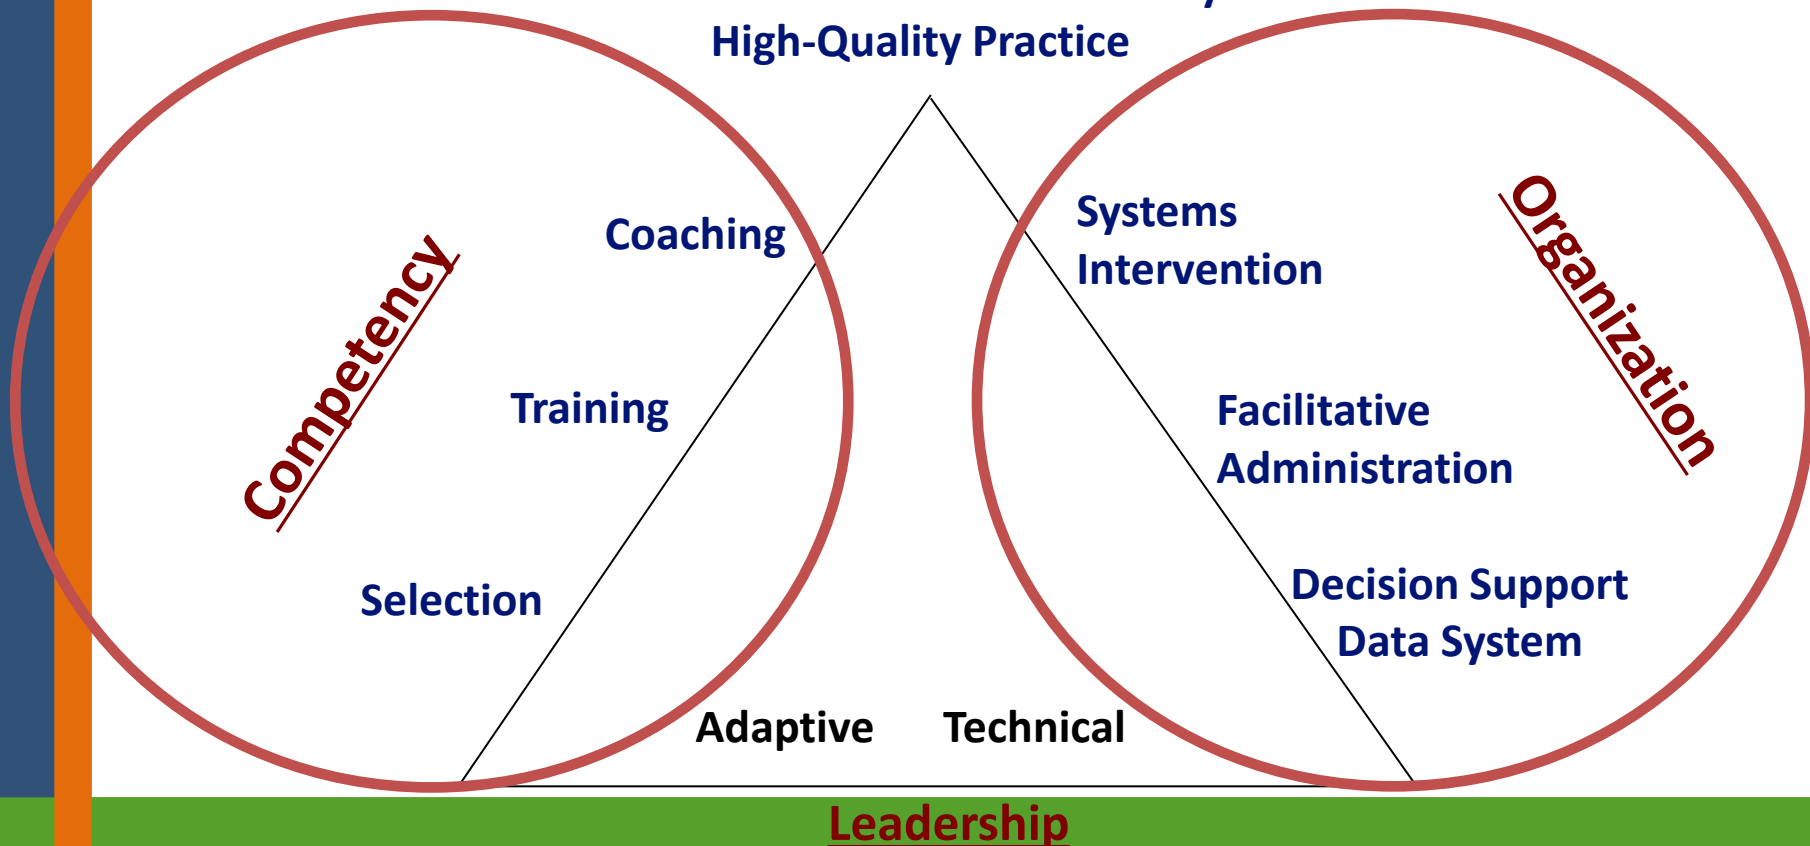 High-Quality Practice
Coaching
Systems
Intervention
Competency
Organization
Training
Facilitative
Administration
Selection
Decision Support
Data System
Adaptive Technical
Leadership